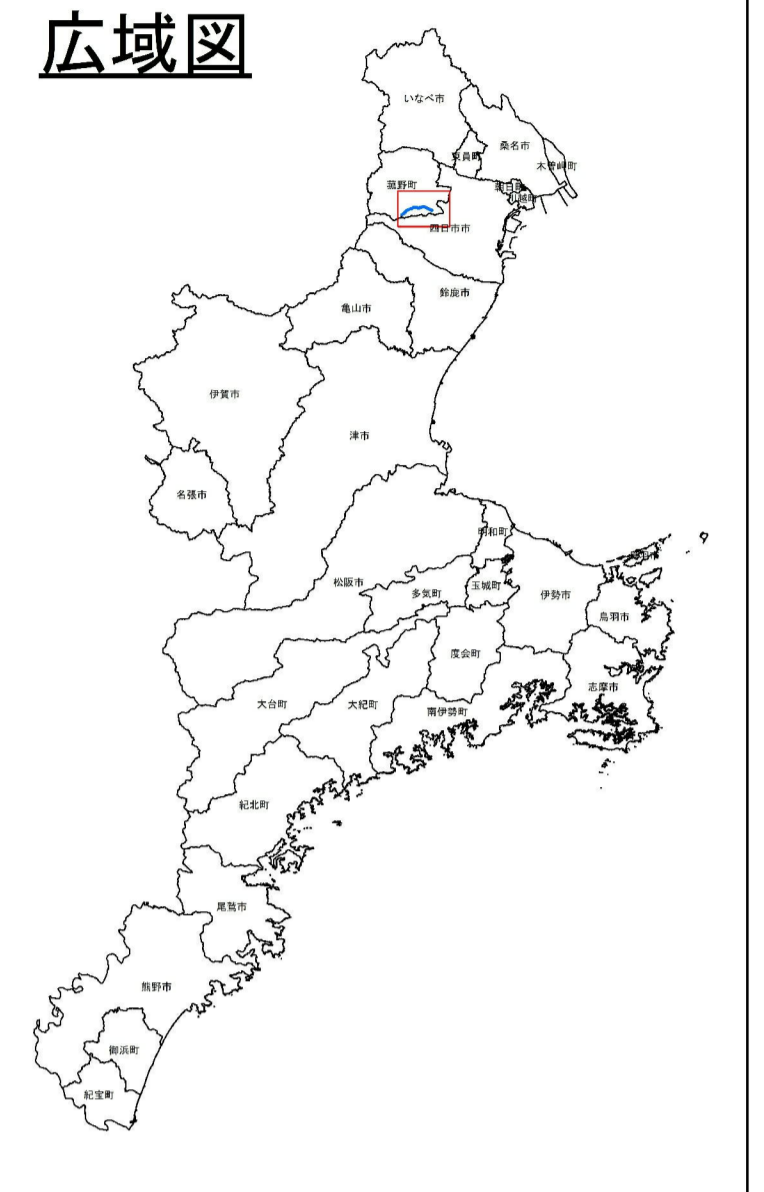 広域図
いなべ市
東員町
桑名市
木曽岬町
菰野町
朝日町
川越町
四日市市
鈴鹿市
亀山市
伊賀市
津市
名張市
明和町
松阪市
多気町
玉城町
伊勢市
鳥羽市
度会町
志摩市
大台町
大紀町
南伊勢町
紀北町
尾鷲市
熊野市
御浜町
紀宝町